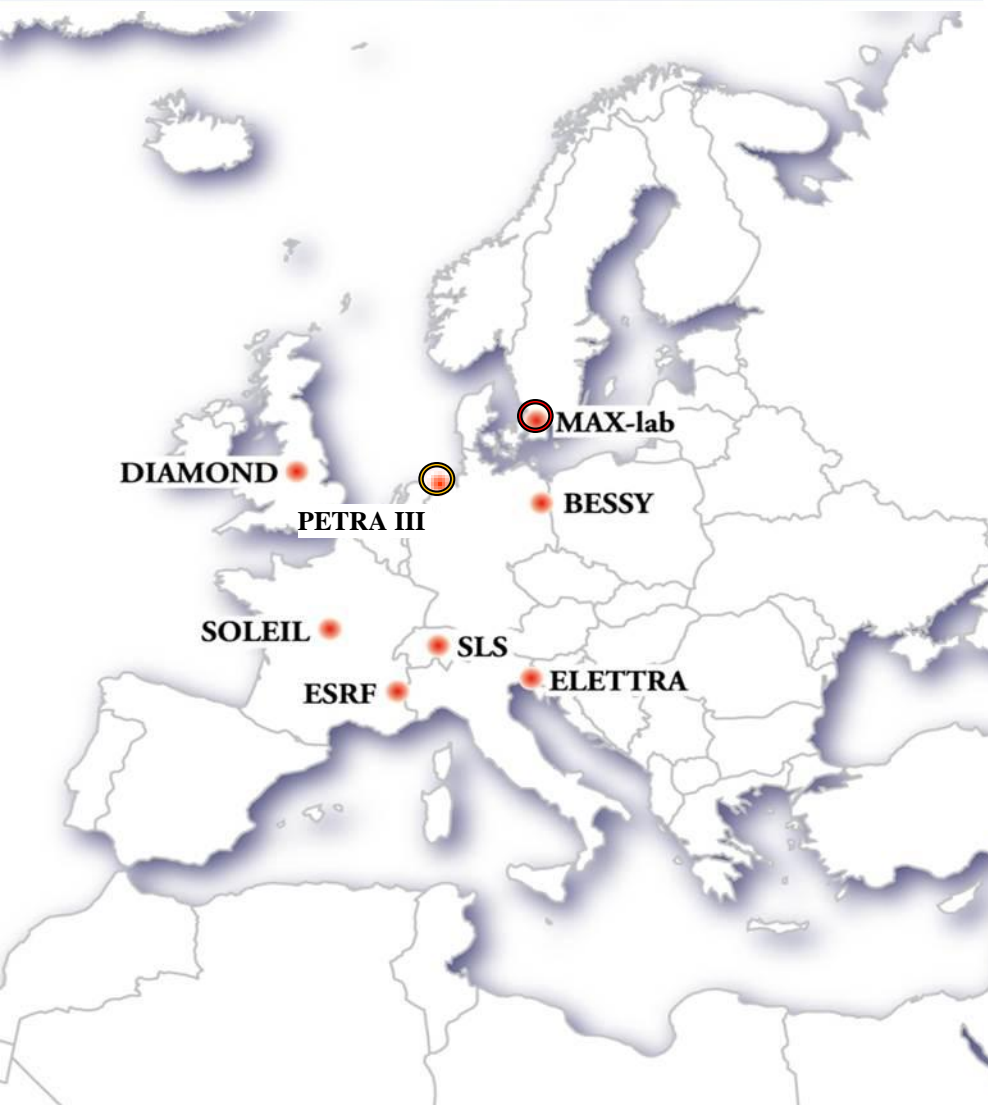 MAX-lab
DIAMOND
PETRA III
BESSY
SOLEIL
SLS
ESRF
ELETTRA